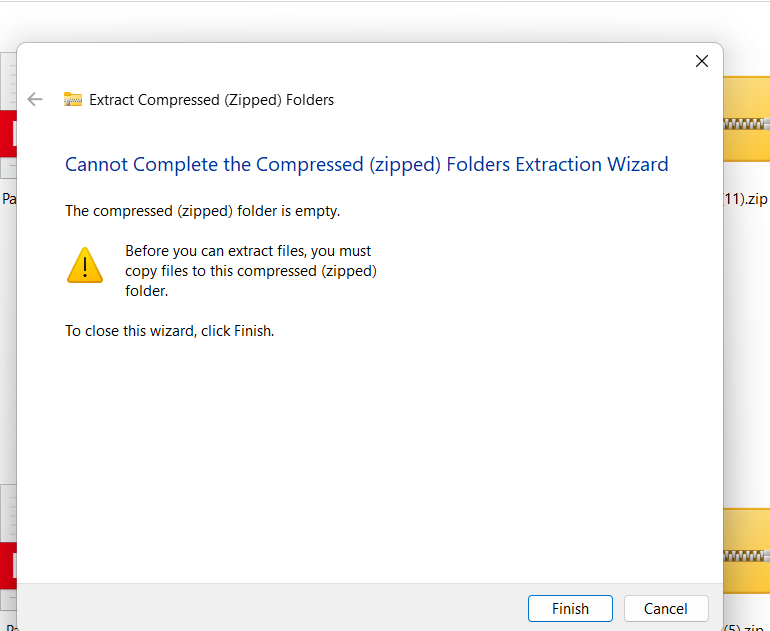 Extract Compressed (Zipped) Folders
Cannot Complete the Compressed (zipped) Folders Extraction Wizard
Pa
11).zip
The compressed (zipped) folder is empty.
Before you can extract files, you must
copy files to this compressed (zipped)
folder.
To close this wizard, click Finish.
Finish
Cancel
(5).zip